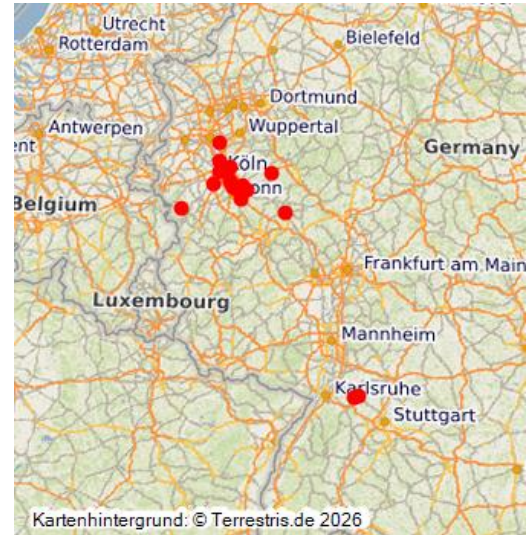 Utrecht
Rotterdam
Bielefeld
Dortmund
Antwerpen
Wuppertal
ent
Köln
Germany
onn
Belgium
Frankfurt am Main
Luxembourg
Mannheim
Karlsruhe
Stuttgart
Kartenhintergrund: © Terrestris.de 2026